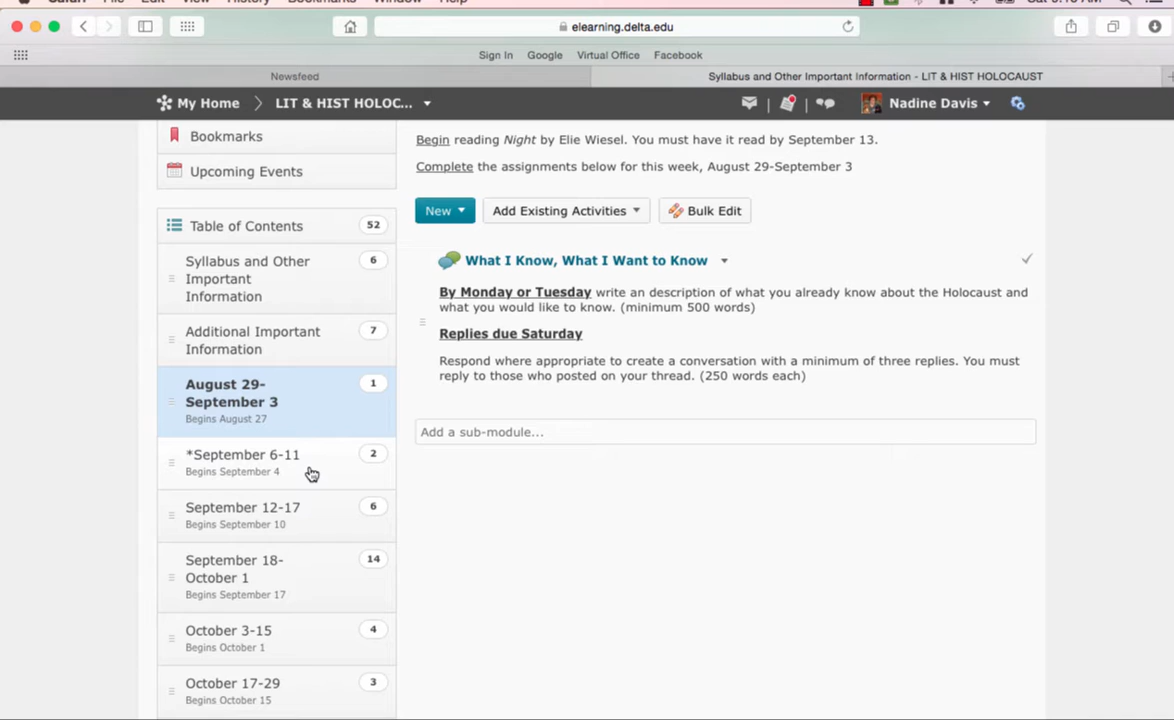 Safari File Edit View History Bookmarks Window Help
elearning.delta.edu
Sign In Google Virtual Office Facebook
Newsfeed
Syllabus and Other Important Information - LIT & HIST HOLOCAUST
My Home
LIT & HIST HOLOC...
Nadine Davis
Bookmarks
Upcoming Events
Table of Contents 52
Syllabus and Other 6
Important
Information
Additional Important 7
Information
August 29- 1
September 3
Begins August 27
*September 6-11 2
Begins September 4
September 12-17 6
Begins September 10
September 18- 14
October 1
Begins September 17
October 3-15 4
Begins October 1
October 17-29 3
Begins October 15
Begin reading Night by Elie Wiesel. You must have it read by September 13.
Complete the assignments below for this week, August 29-September 3
New
Add Existing Activities
Bulk Edit
What I Know, What I Want to Know
By Monday or Tuesday write an description of what you already know about the Holocaust and
what you would like to know. (minimum 500 words)
Replies due Saturday
Respond where appropriate to create a conversation with a minimum of three replies. You must
reply to those who posted on your thread. (250 words each)
Add a sub-module...